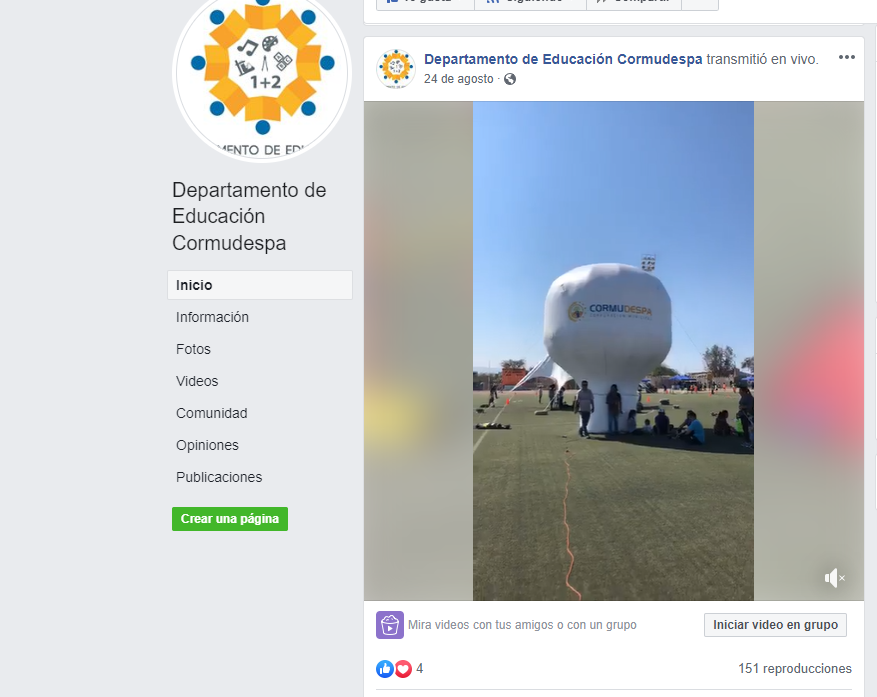 1+2
Departamento de
Educación
Cormudespa
Inicio
Información
Fotos
Videos
Comunidad
Opiniones
Publicaciones
Crear una página
Departamento de Educación Cormudespa transmitió en vivo.
24 de agosto ·
CORMUDESPA
Mira videos con tus amigos o con un grupo
Iniciar video en grupo
4
151 reproducciones